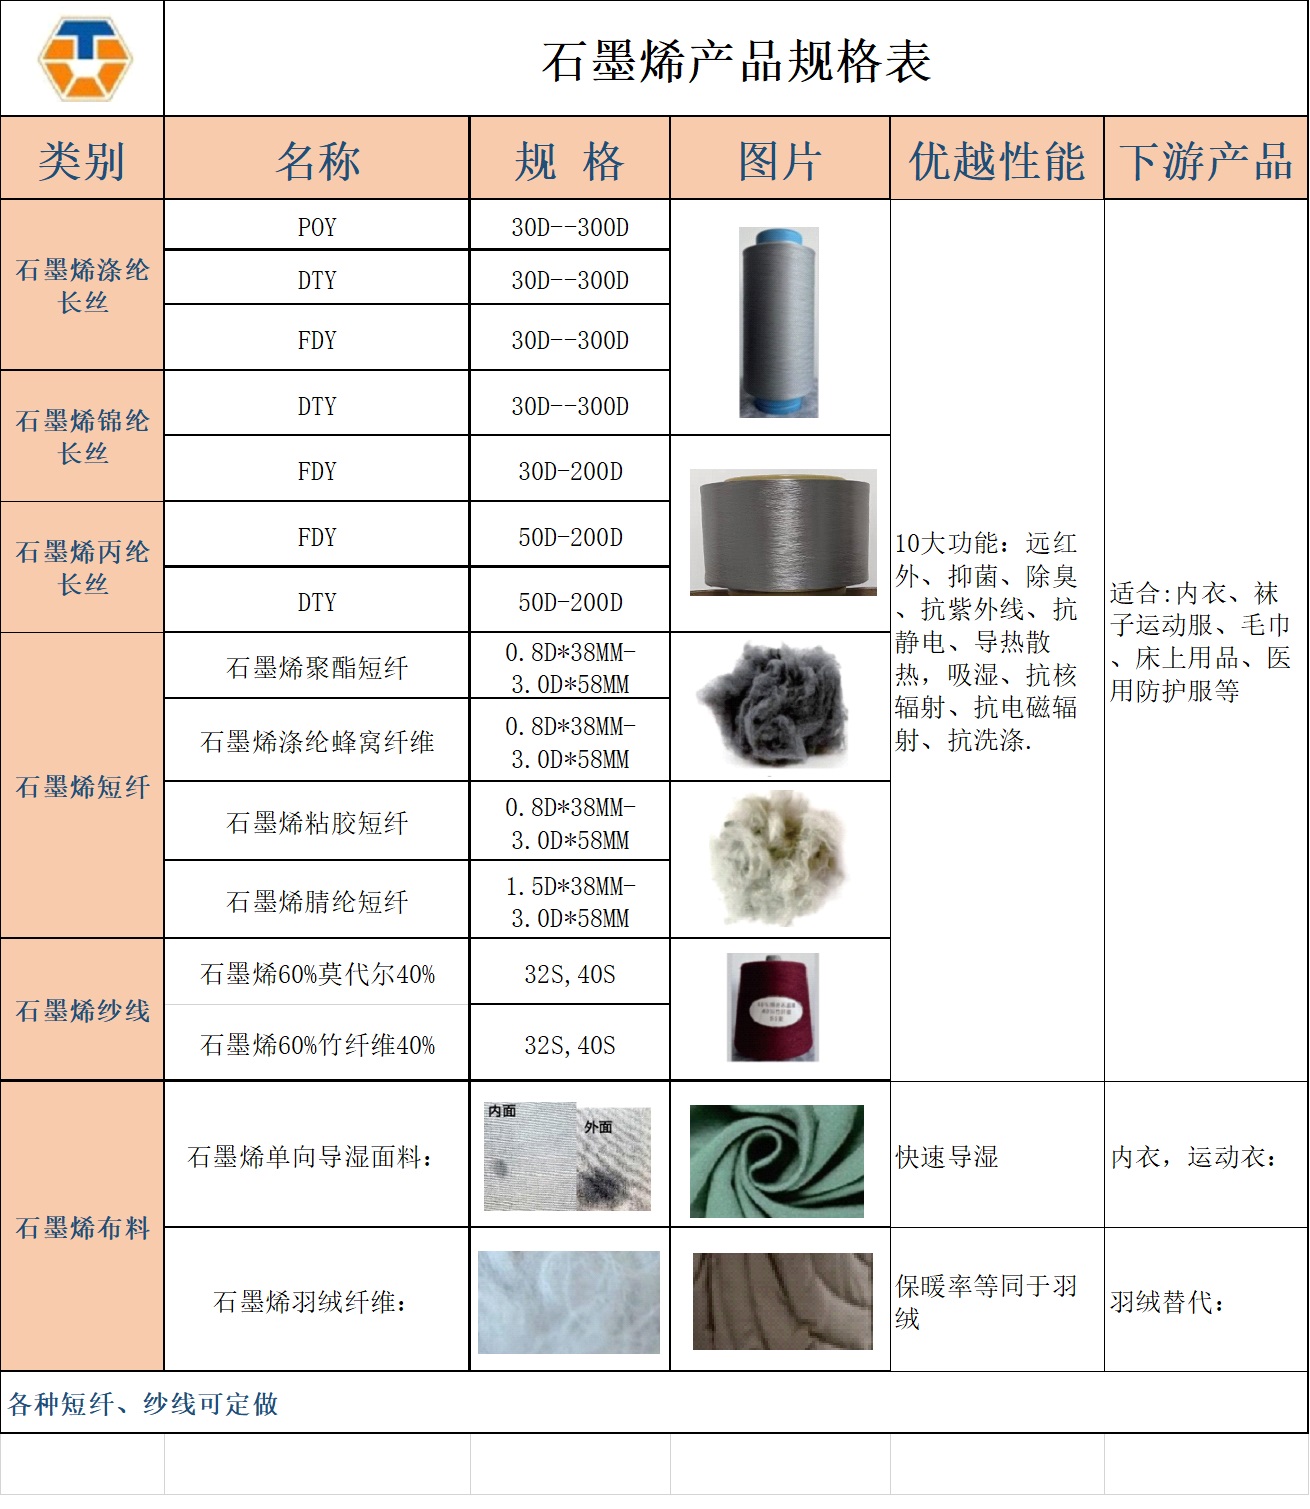 石墨烯产品规格表
类别 名称 规 格 图片 优越性能 下游产品
石墨烯涤纶
长丝
POY 30D--300D
DTY 30D--300D
FDY 30D--300D
石墨烯锦纶
长丝
DTY 30D--300D
FDY 30D-200D
石墨烯丙纶
长丝
FDY 50D-200D
DTY 50D-200D
石墨烯短纤
石墨烯聚酯短纤
0.8D*38MM-
3.0D*58MM
石墨烯涤纶蜂窝纤维
0.8D*38MM-
3.0D*58MM
石墨烯粘胶短纤
0.8D*38MM-
3.0D*58MM
石墨烯腈纶短纤
1.5D*38MM-
3.0D*58MM
石墨烯纱线
石墨烯60%莫代尔40% 32S,40S
石墨烯60%竹纤维40% 32S,40S
10大功能：远红
外、抑菌、除臭
、抗紫外线、抗
静电、导热散
热，吸湿、抗核
辐射、抗电磁辐
射、抗洗涤.
适合:内衣、袜
子运动服、毛巾
、床上用品、医
用防护服等
石墨烯布料
石墨烯单向导湿面料：
内面
外面
快速导湿
内衣，运动衣：
石墨烯羽绒纤维：
保暖率等同于羽
绒
羽绒替代：
各种短纤、纱线可定做